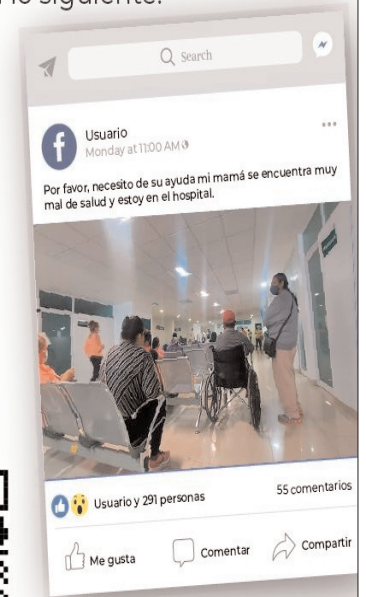 lo siguiente:
Search
Usuario
Monday at 11:00 AM
Por favor, necesito de su ayuda mi mamá se encuentra muy
mal de salud y estoy en el hospital.
Usuario y 291 personas
55 comentarios
Me gusta
Comentar
Compartir